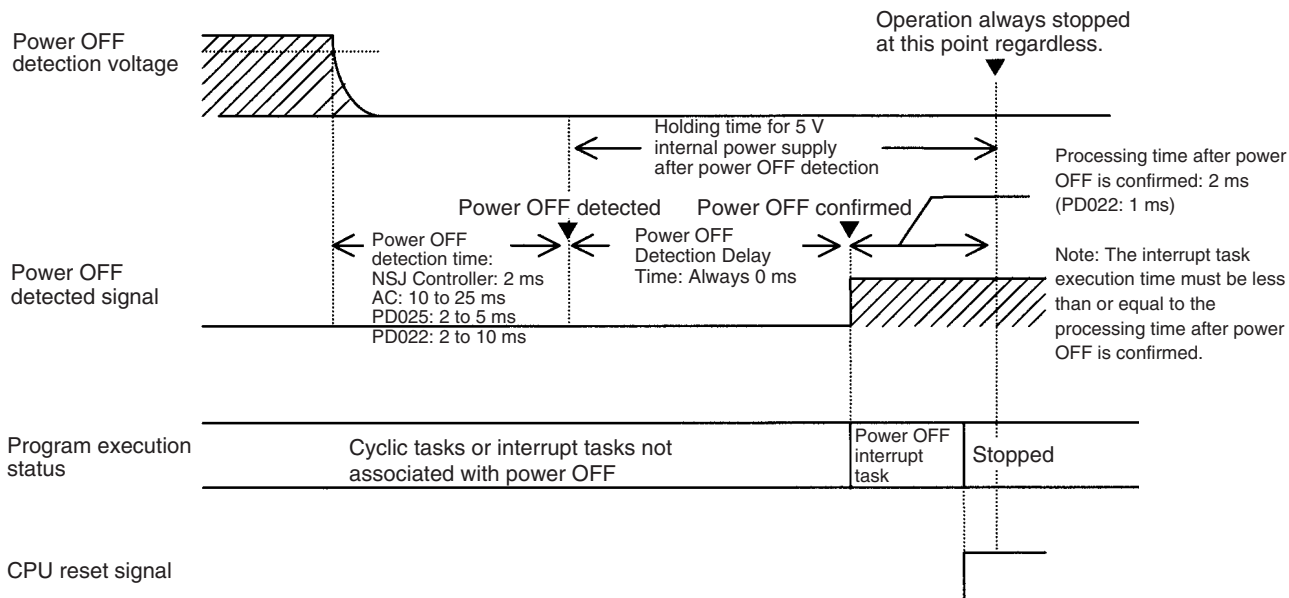 Operation always stopped
at this point regardless.
Power OFF
detection voltage
Holding time for 5 V
internal power supply
after power OFF detection
Processing time after power
OFF is confirmed: 2 ms
(PD022: 1 ms)
Power OFF detected
Power OFF confirmed
Power OFF
detection time:
NSJ Controller: 2 ms
AC: 10 to 25 ms
PD025: 2 to 5 ms
PD022: 2 to 10 ms
Power OFF
Detection Delay
Time: Always 0 ms
Power OFF
detected signal
Note: The interrupt task
execution time must be less
than or equal to the
processing time after power
OFF is confirmed.
Program execution
status
Cyclic tasks or interrupt tasks not
associated with power OFF
Power OFF
interrupt
task
Stopped
CPU reset signal